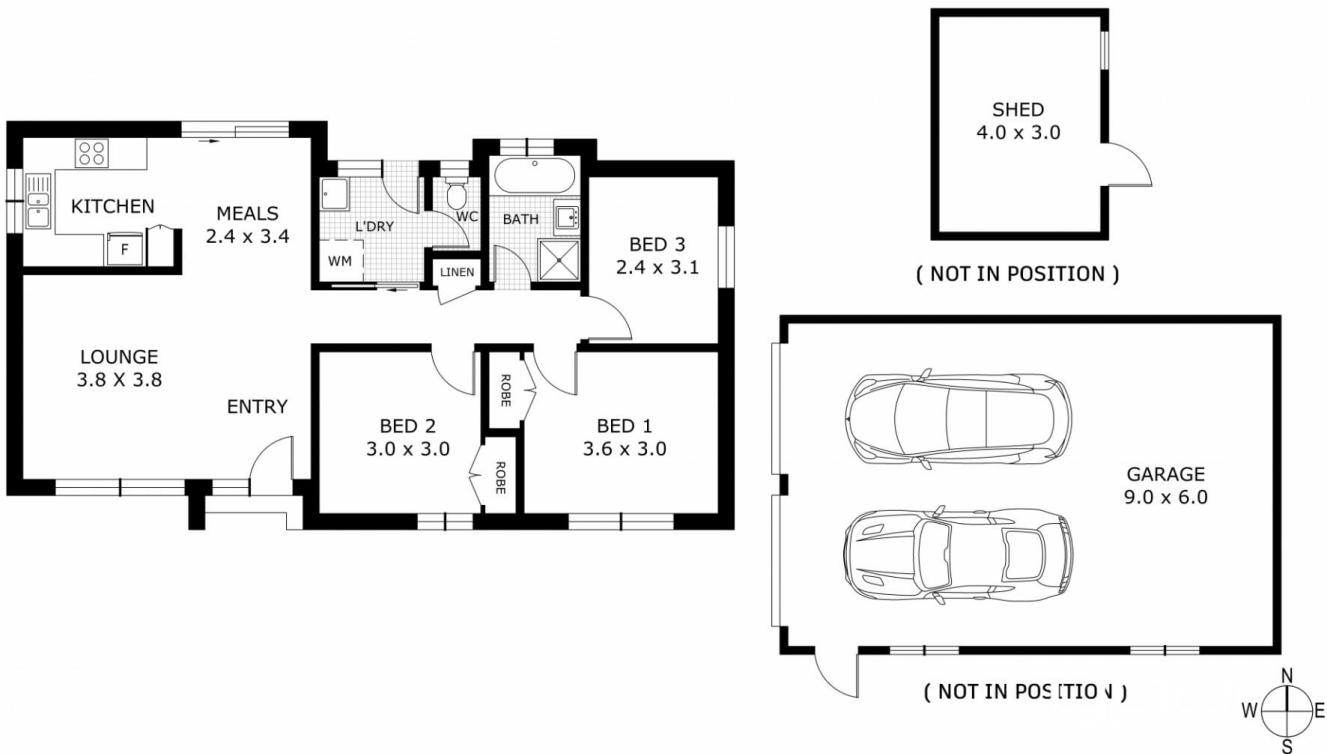 KITCHEN
F
MEALS
2.4 x 3.4
L'DRY
WM
WC
LINEN
BATH
BED 3
2.4 x 3.1
LOUNGE
3.8 X 3.8
ENTRY
BED 2
3.0 x 3.0
ROBE
ROBE
BED 1
3.6 x 3.0
SHED
4.0 x 3.0
( NOT IN POSITION )
GARAGE
9.0 x 6.0
( NOT IN POSITION )
N
W E
S